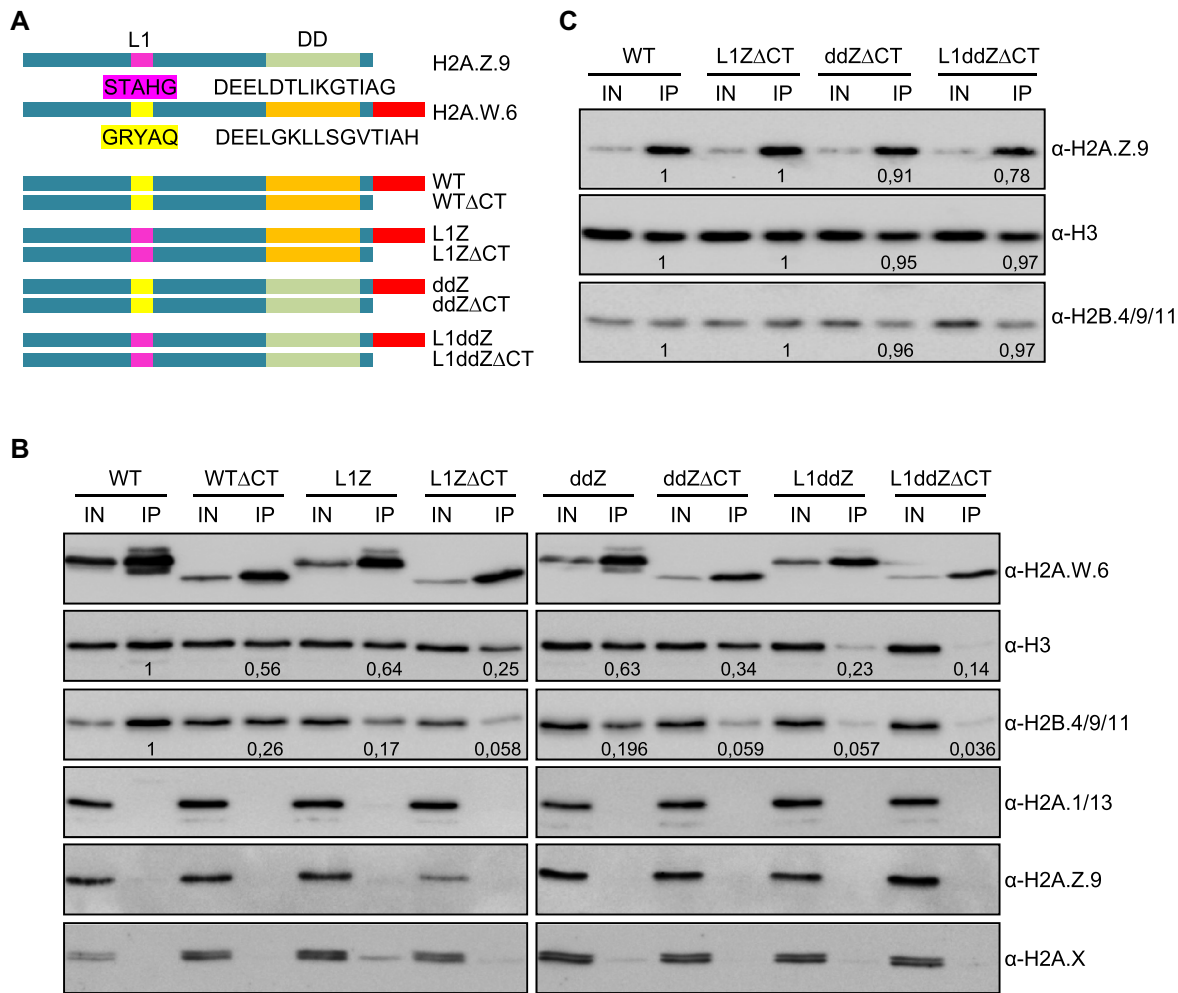 A
L1 DD
H2A.Z.9
STAHG DEELDTLIKGTIAG
H2A.W.6
GRYAQ DEELGKLLSGVTIAH
WT
WTΔCT
L1Z
L1ZΔCT
ddZ
ddZΔCT
L1ddZ
L1ddZΔCT
C
WT L1ZΔCT ddZΔCT L1ddZΔCT
IN IP IN IP IN IP IN IP
α-H2A.Z.9
1 1 0,91 0,78
α-H3
1 1 0,95 0,97
α-H2B.4/9/11
1 1 0,96 0,97
B
WT WTΔCT L1Z L1ZΔCT ddZ ddZΔCT L1ddZ L1ddZΔCT
IN IP IN IP IN IP IN IP IN IP IN IP IN IP IN IP
α-H2A.W.6
α-H3
1 0,56 0,64 0,25 0,63 0,34 0,23 0,14
α-H2B.4/9/11
1 0,26 0,17 0,058 0,196 0,059 0,057 0,036
α-H2A.1/13
α-H2A.Z.9
α-H2A.X